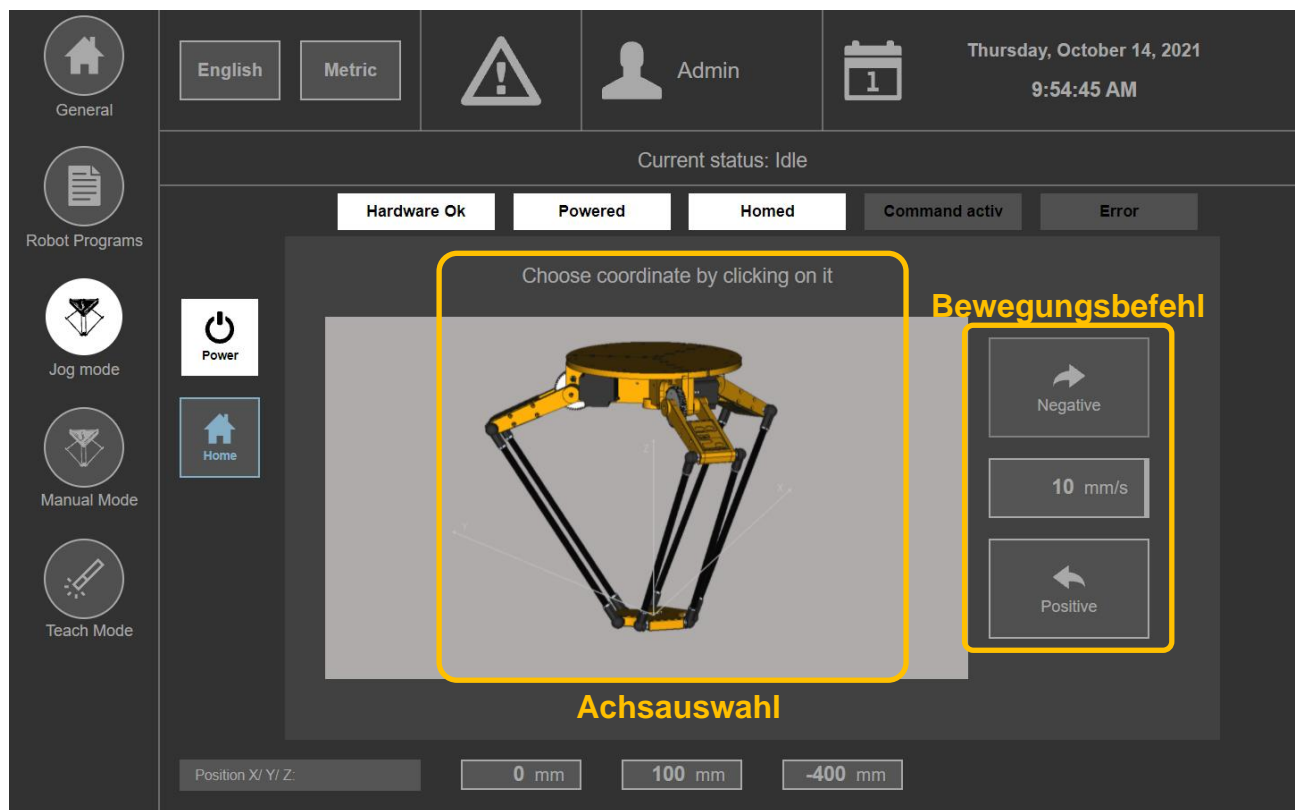 General
English
Metric
Admin
1
Thursday, October 14, 2021
9:54:45 AM
Current status: Idle
Robot Programs
Hardware Ok
Powered
Homed
Command activ
Error
Choose coordinate by clicking on it
Bewegungsbefehl
Jog mode
Power
Negative
Home
Z
X
Y
10 mm/s
Manual Mode
Positive
Teach Mode
Achsauswahl
Position X/ Y/ Z:
0 mm
100 mm
-400 mm